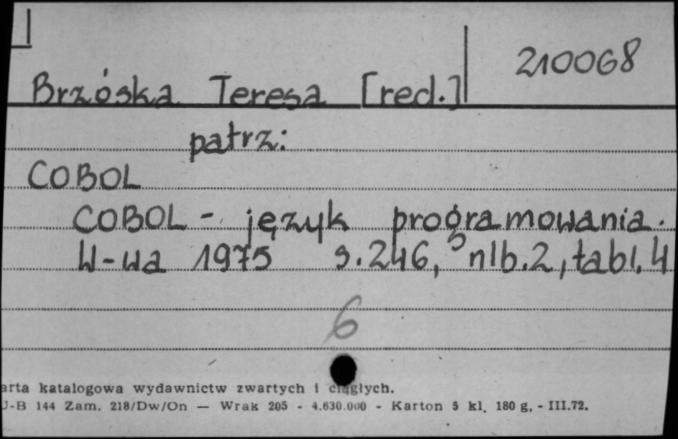 210068
Brzóska Teresa [red.]
patrz:
COBOL
COBOL - język programowania.
W-wa 1975 s.246, nlb.2, tabl. 4
6
arta katalogowa wydawnictw zwartych i ciągłych.
J-B 144 Zam. 218/Dw/On — Wrak 205 - 4.630.000 - Karton 5 kl. 180 g. - III.72.